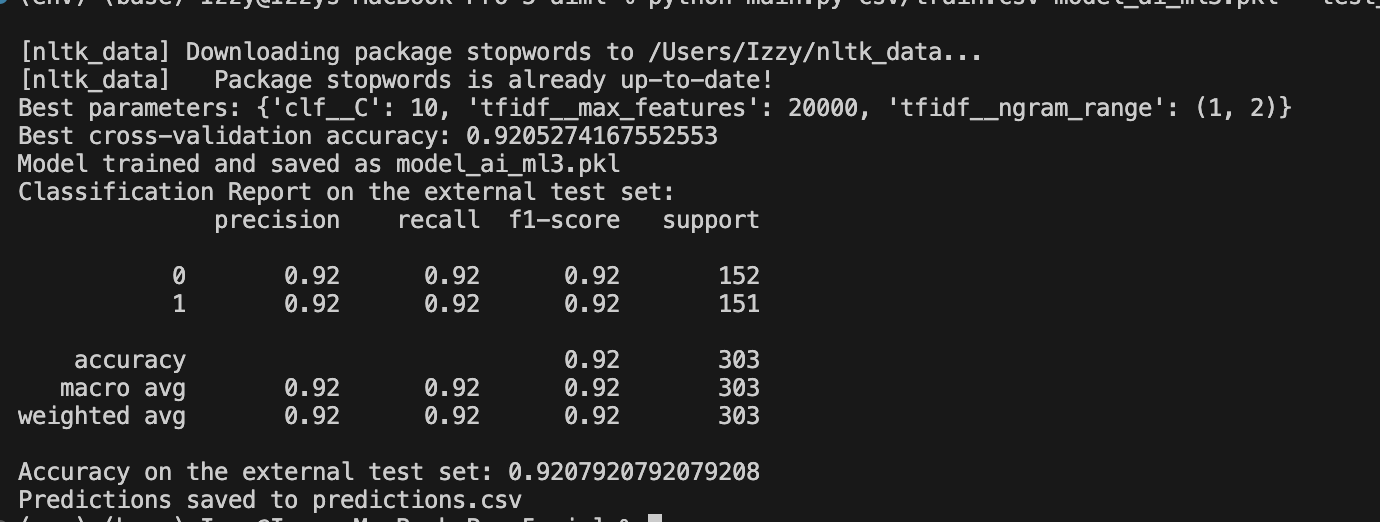 [nltk_data] Downloading package stopwords to /Users/Izzy/nltk_data...
[nltk_data]   Package stopwords is already up-to-date!
Best parameters: {'clf__C': 10, 'tfidf__max_features': 20000, 'tfidf__ngram_range': (1, 2)}
Best cross-validation accuracy: 0.9205274167552553
Model trained and saved as model_ai_ml3.pkl
Classification Report on the external test set:
              precision    recall  f1-score   support

           0       0.92      0.92      0.92       152
           1       0.92      0.92      0.92       151

    accuracy                           0.92       303
   macro avg       0.92      0.92      0.92       303
weighted avg       0.92      0.92      0.92       303

Accuracy on the external test set: 0.9207920792079208
Predictions saved to predictions.csv